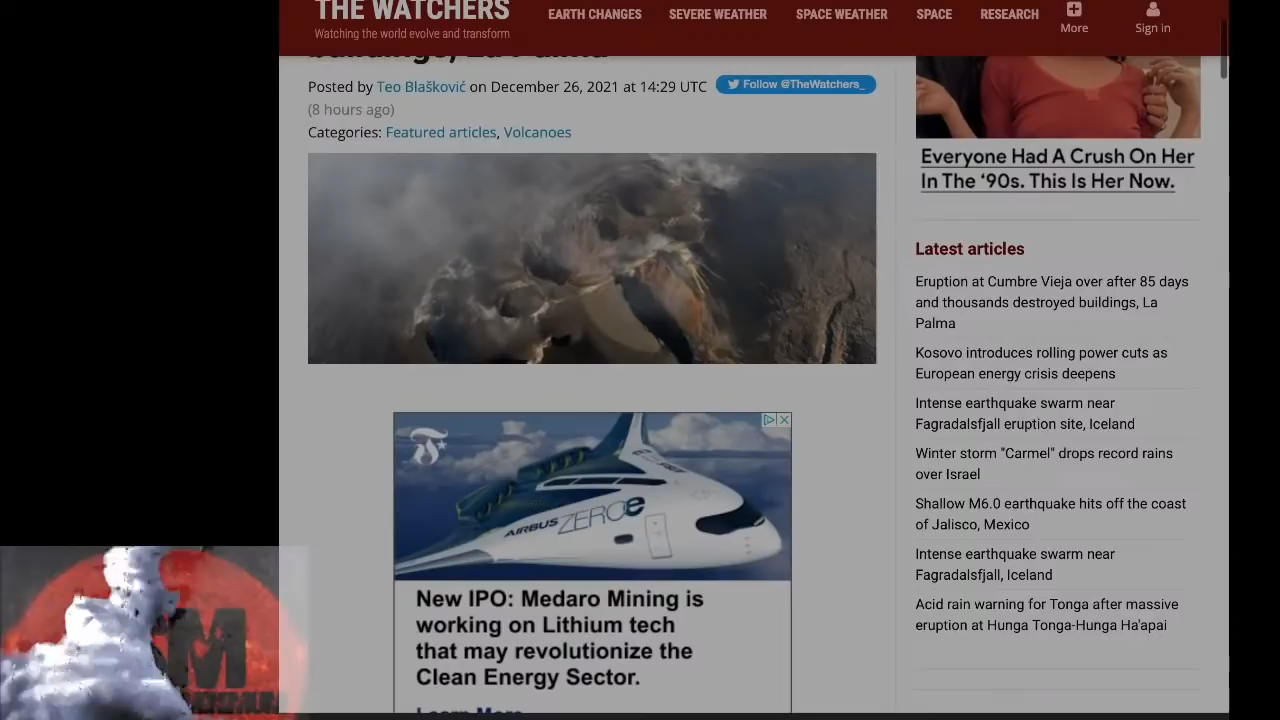 THE WATCHERS
Watching the world evolve and transform
EARTH CHANGES
SEVERE WEATHER
SPACE WEATHER
SPACE
RESEARCH
More
Sign in
Posted by Teo Blašković on December 26, 2021 at 14:29 UTC
(8 hours ago)
Follow @TheWatchers_
Categories: Featured articles, Volcanoes
AIRBUS ZEROe
New IPO: Medaro Mining is
working on Lithium tech
that may revolutionize the
Clean Energy Sector.
Learn More
Everyone Had A Crush On Her
In The ‘90s. This Is Her Now.
Latest articles
Eruption at Cumbre Vieja over after 85 days
and thousands destroyed buildings, La
Palma
Kosovo introduces rolling power cuts as
European energy crisis deepens
Intense earthquake swarm near
Fagradalsfjall eruption site, Iceland
Winter storm "Carmel" drops record rains
over Israel
Shallow M6.0 earthquake hits off the coast
of Jalisco, Mexico
Intense earthquake swarm near
Fagradalsfjall, Iceland
Acid rain warning for Tonga after massive
eruption at Hunga Tonga-Hunga Ha'apai
M